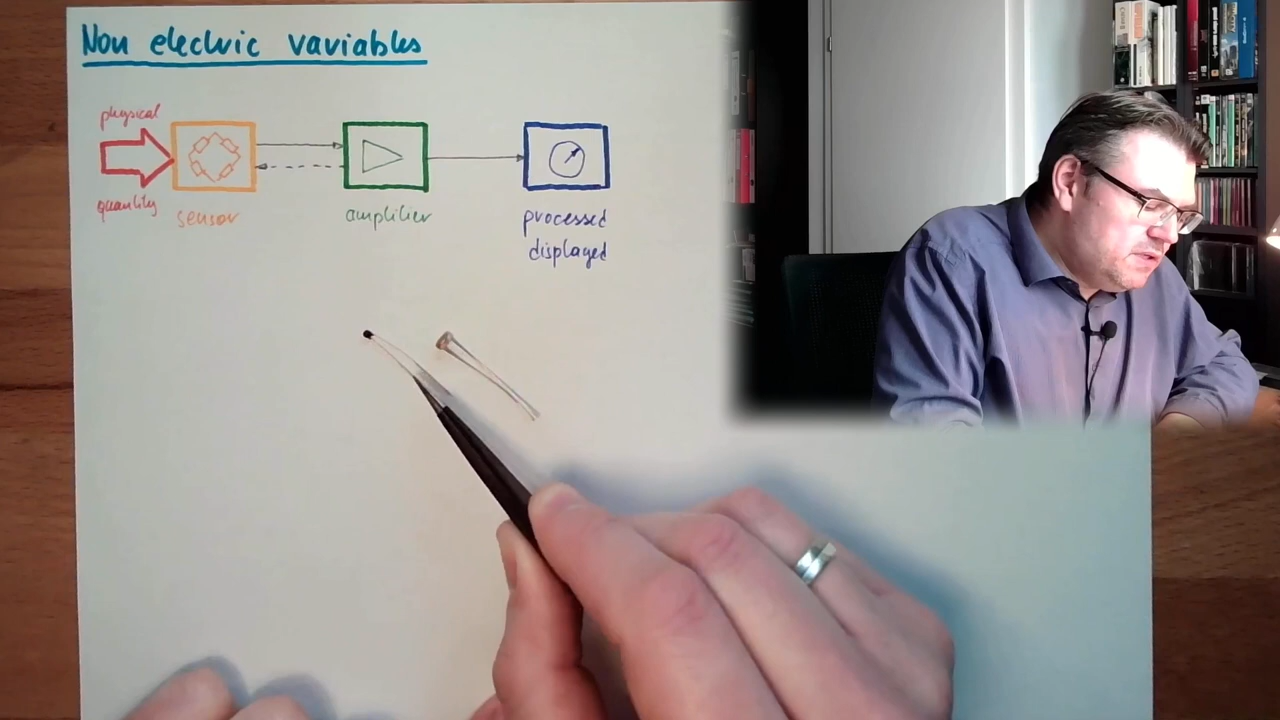 Non electric variables
physical
quantity
sensor
amplifier
processed
displayed